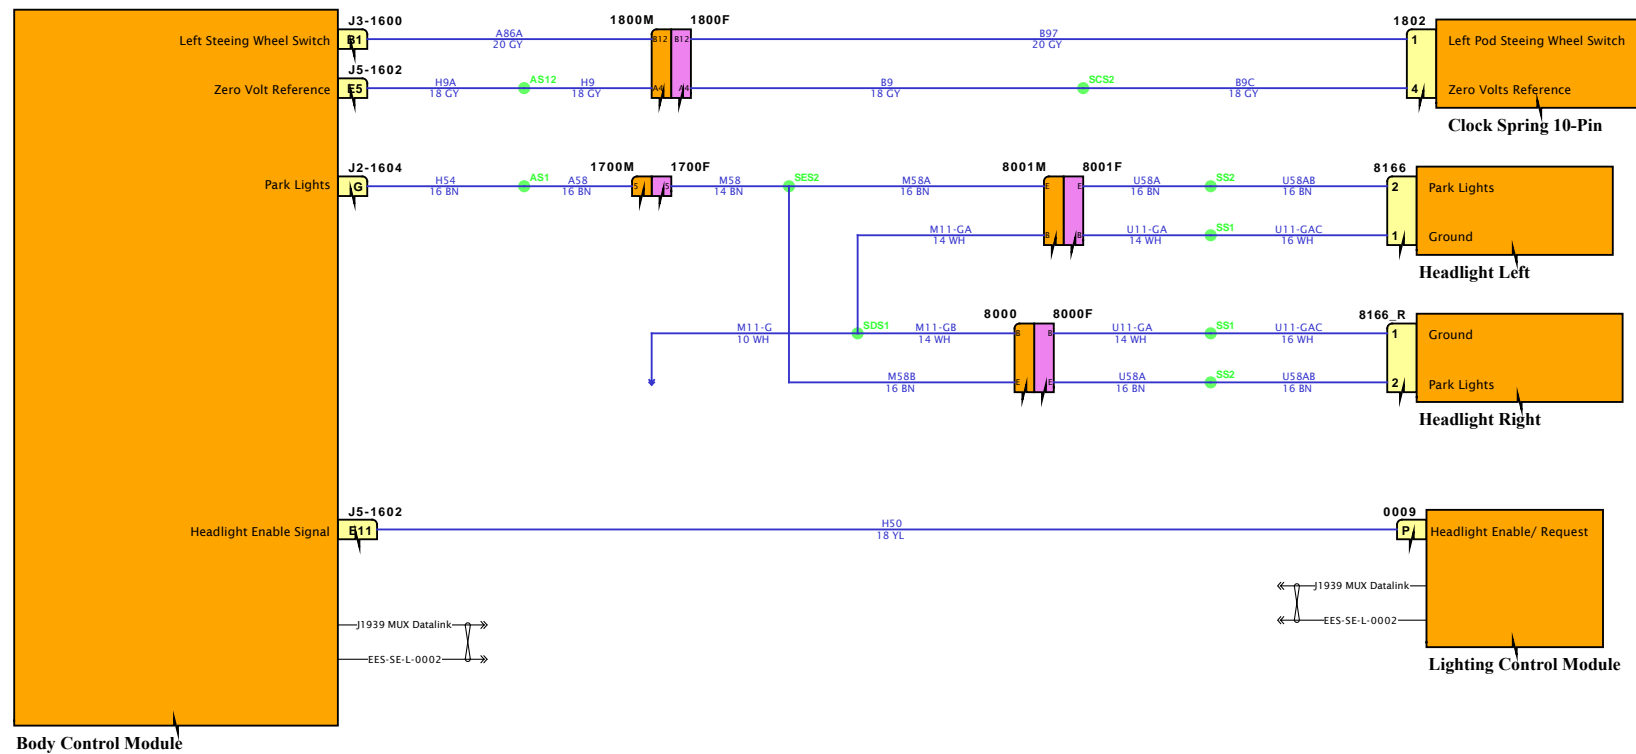 J3-1600
1800M
1800F
1802
Left Steeing Wheel Switch
B1
A86A
20 GY
B12
B12
B97
20 GY
1
Left Pod Steeing Wheel Switch
J5-1602
Zero Volt Reference
E5
H9A
18 GY
AS12
H9
18 GY
A4
A4
B9
18 GY
SCS2
B9C
18 GY
4
Zero Volts Reference
Clock Spring 10-Pin
J2-1604
1700M
1700F
8001M
8001F
8166
Park Lights
G
H54
16 BN
AS1
A58
16 BN
S
S
M58
14 BN
SES2
M58A
16 BN
E
E
U58A
16 BN
SS2
U58AB
16 BN
2
Park Lights
M11-GA
14 WH
B
B
U11-GA
14 WH
SS1
U11-GAC
16 WH
1
Ground
Headlight Left
8000
8000F
8166_R
M11-G
10 WH
SDS1
M11-GB
14 WH
B
B
U11-GA
14 WH
SS1
U11-GAC
16 WH
1
Ground
M58B
16 BN
E
E
U58A
16 BN
SS2
U58AB
16 BN
2
Park Lights
Headlight Right
J5-1602
0009
Headlight Enable Signal
E11
H50
18 YL
P
Headlight Enable/ Request
J1939 MUX Datalink
EES-SE-L-0002
J1939 MUX Datalink
EES-SE-L-0002
Lighting Control Module
Body Control Module